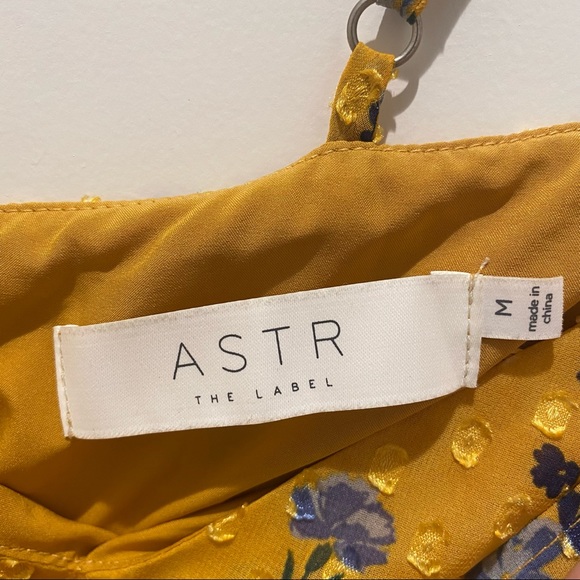 ASTR
THE LABEL
M
made in
china